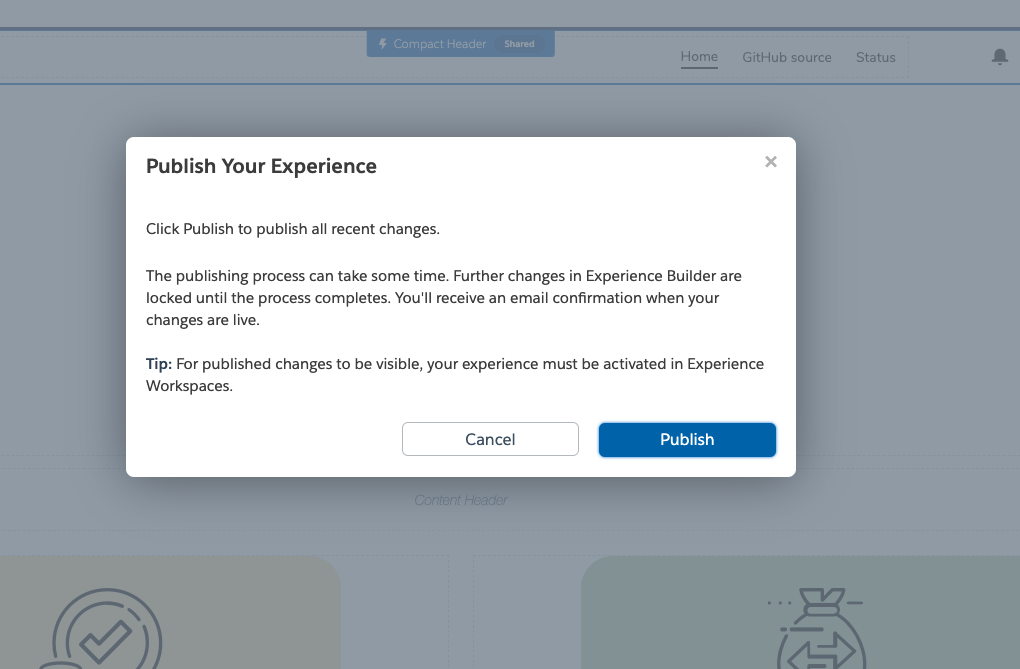 Compact Header Shared
Home GitHub source Status
Publish Your Experience
Click Publish to publish all recent changes.
The publishing process can take some time. Further changes in Experience Builder are
locked until the process completes. You'll receive an email confirmation when your
changes are live.
Tip: For published changes to be visible, your experience must be activated in Experience
Workspaces.
Cancel Publish
Content Header